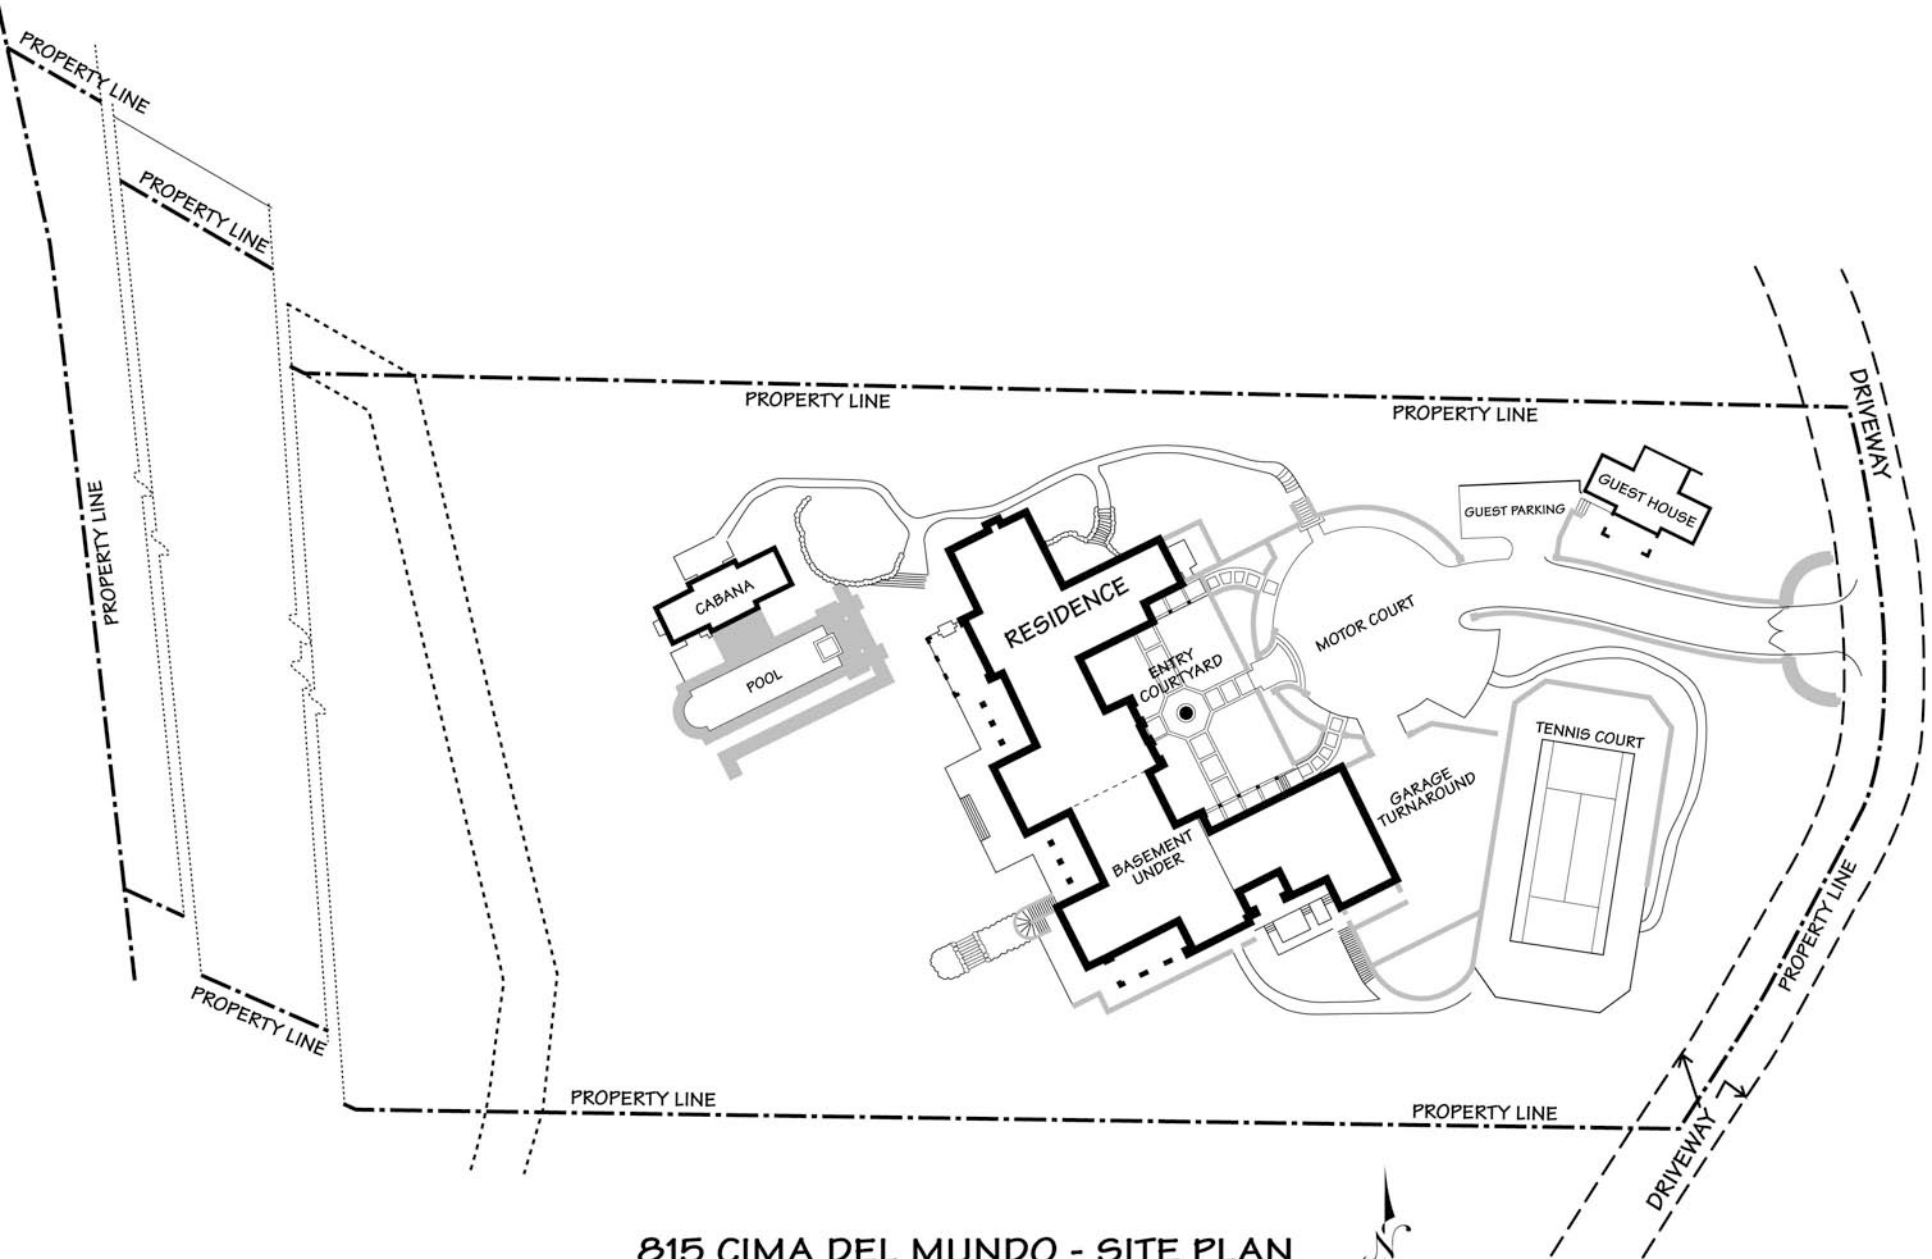 PROPERTY LINE
PROPERTY LINE
PROPERTY LINE
PROPERTY LINE
DRIVEWAY
PROPERTY LINE
GUEST HOUSE
GUEST PARKING
CABANA
RESIDENCE
MOTOR COURT
POOL
ENTRY
COURTYARD
TENNIS COURT
GARAGE
TURNAROUND
BASEMENT
UNDER
PROPERTY LINE
PROPERTY LINE
PROPERTY LINE
PROPERTY LINE
DRIVEWAY
815 CIMA DEL MUNDO - SITE PLAN
N